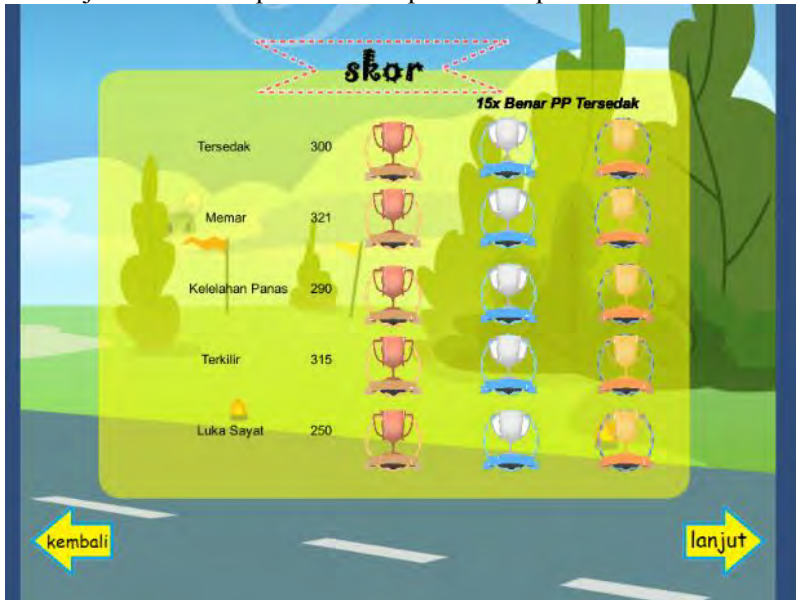 skor
15x Benar PP Tersedak
Tersedak 300
Memar 321
Kelelahan Panas 290
Terkilir 315
Luka Sayat 250
kembali
lanjut